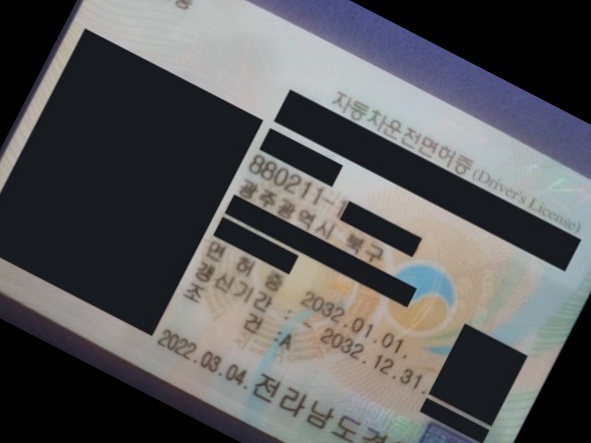 자동차운전면허증 (Driver's License)
880211-1
광주광역시 북구
면 허 증
갱신기간 : 2032.01.01.
~ 2032.12.31.
조 건 :A
2022.03.04. 전라남도경